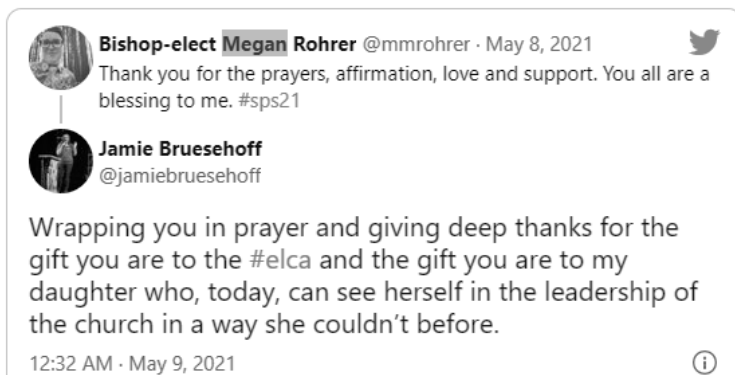 Bishop-elect Megan Rohrer @mmrohrer · May 8, 2021
Thank you for the prayers, affirmation, love and support. You all are a
blessing to me. #sps21
Jamie Bruesehoff
@jamiebruesehoff
Wrapping you in prayer and giving deep thanks for the
gift you are to the #elca and the gift you are to my
daughter who, today, can see herself in the leadership of
the church in a way she couldn't before.
12:32 AM · May 9, 2021